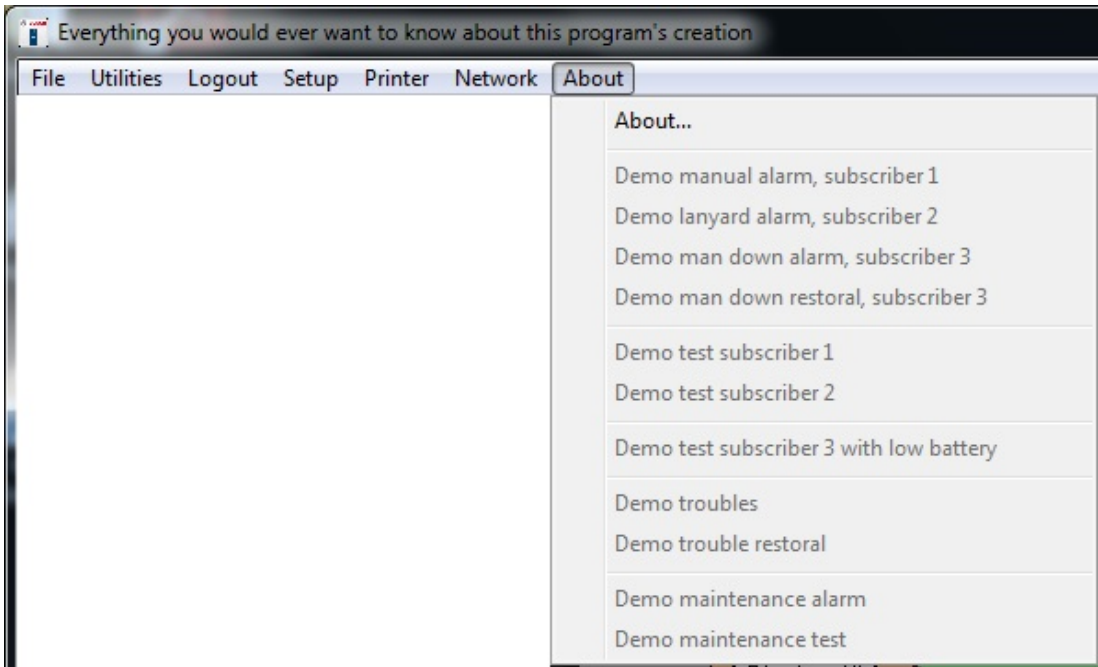 Everything you would ever want to know about this program's creation
File Utilities Logout Setup Printer Network About
About...
Demo manual alarm, subscriber 1
Demo lanyard alarm, subscriber 2
Demo man down alarm, subscriber 3
Demo man down restoral, subscriber 3
Demo test subscriber 1
Demo test subscriber 2
Demo test subscriber 3 with low battery
Demo troubles
Demo trouble restoral
Demo maintenance alarm
Demo maintenance test